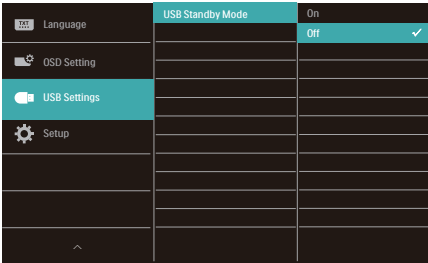 TXT
Language
OSD Setting
USB Settings
Setup
USB Standby Mode
On
Off